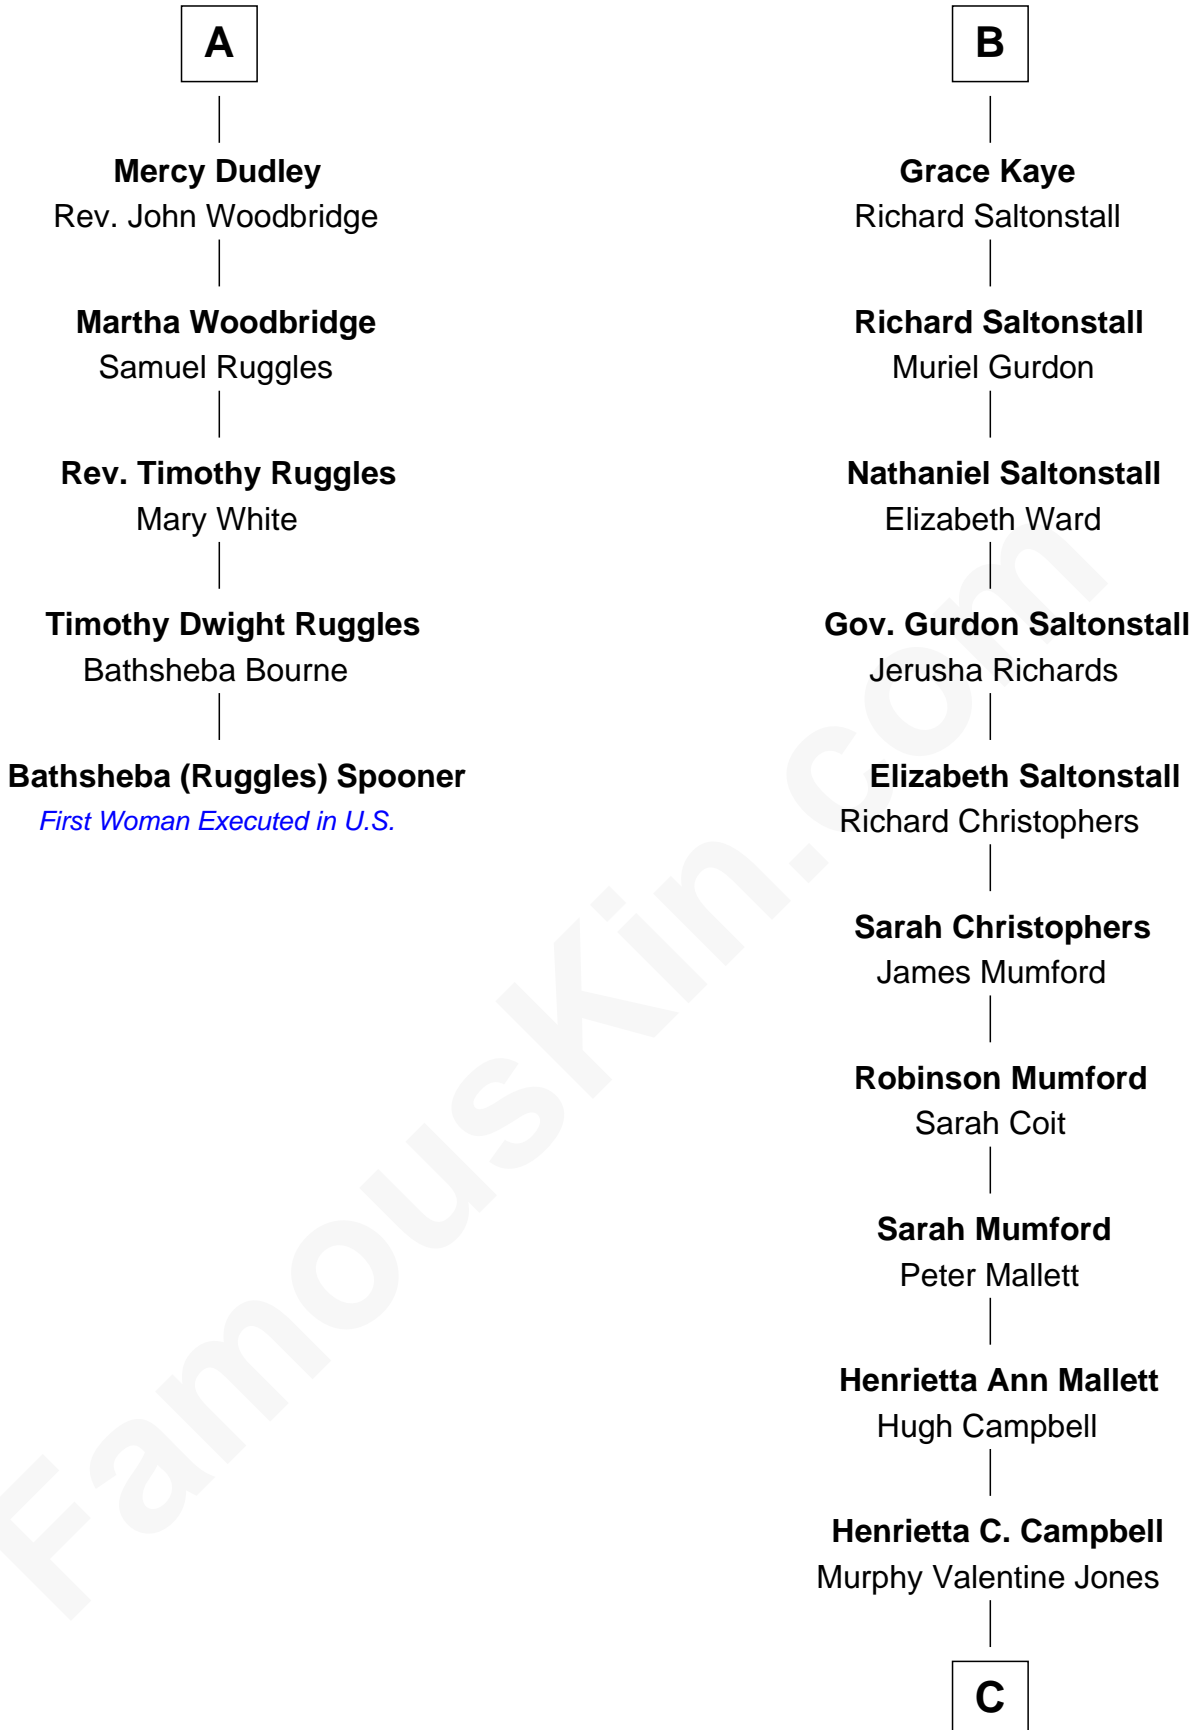 A
Mercy Dudley
Rev. John Woodbridge
Martha Woodbridge
Samuel Ruggles
Rev. Timothy Ruggles
Mary White
Timothy Dwight Ruggles
Bathsheba Bourne
Bathsheba (Ruggles) Spooner
First Woman Executed in U.S.
B
Grace Kaye
Richard Saltonstall
Richard Saltonstall
Muriel Gurdon
Nathaniel Saltonstall
Elizabeth Ward
Gov. Gurdon Saltonstall
Jerusha Richards
Elizabeth Saltonstall
Richard Christophers
Sarah Christophers
James Mumford
Robinson Mumford
Sarah Coit
Sarah Mumford
Peter Mallett
Henrietta Ann Mallett
Hugh Campbell
Henrietta C. Campbell
Murphy Valentine Jones
C
FamousKin.com